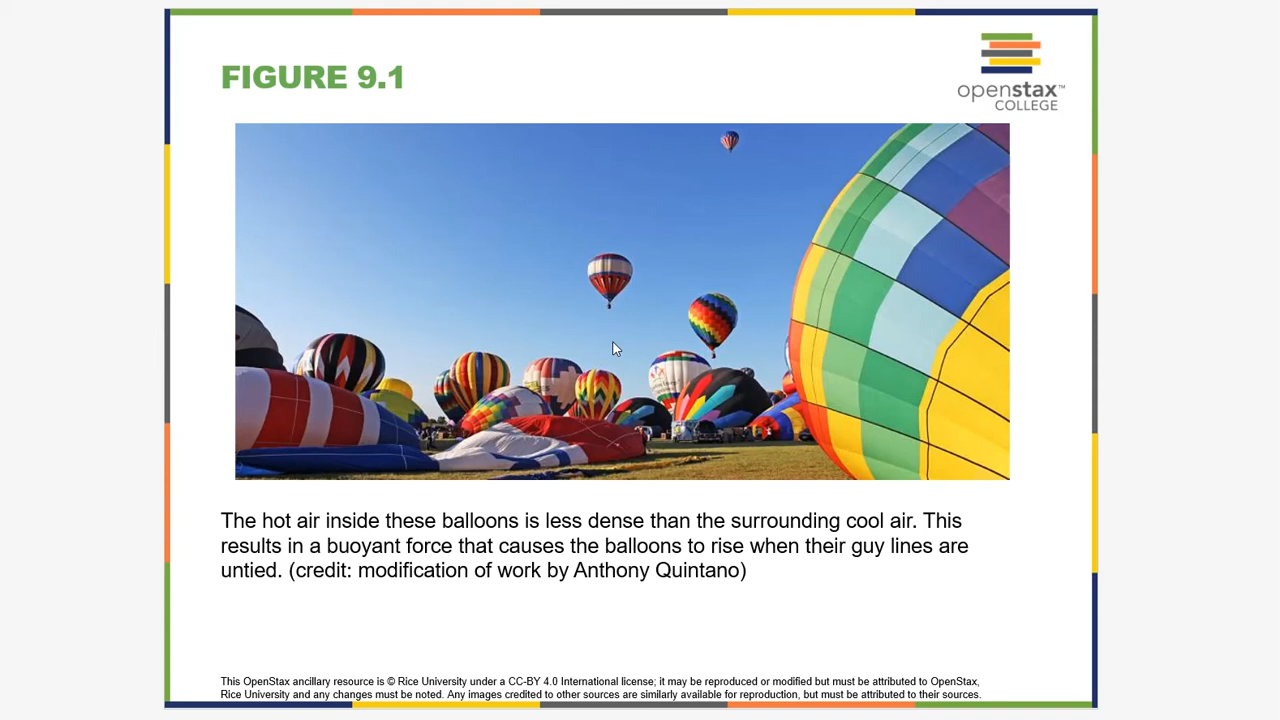 FIGURE 9.1
openstax™
COLLEGE
The hot air inside these balloons is less dense than the surrounding cool air. This
results in a buoyant force that causes the balloons to rise when their guy lines are
untied. (credit: modification of work by Anthony Quintano)
This OpenStax ancillary resource is © Rice University under a CC-BY 4.0 International license; it may be reproduced or modified but must be attributed to OpenStax,
Rice University and any changes must be noted. Any images credited to other sources are similarly available for reproduction, but must be attributed to their sources.